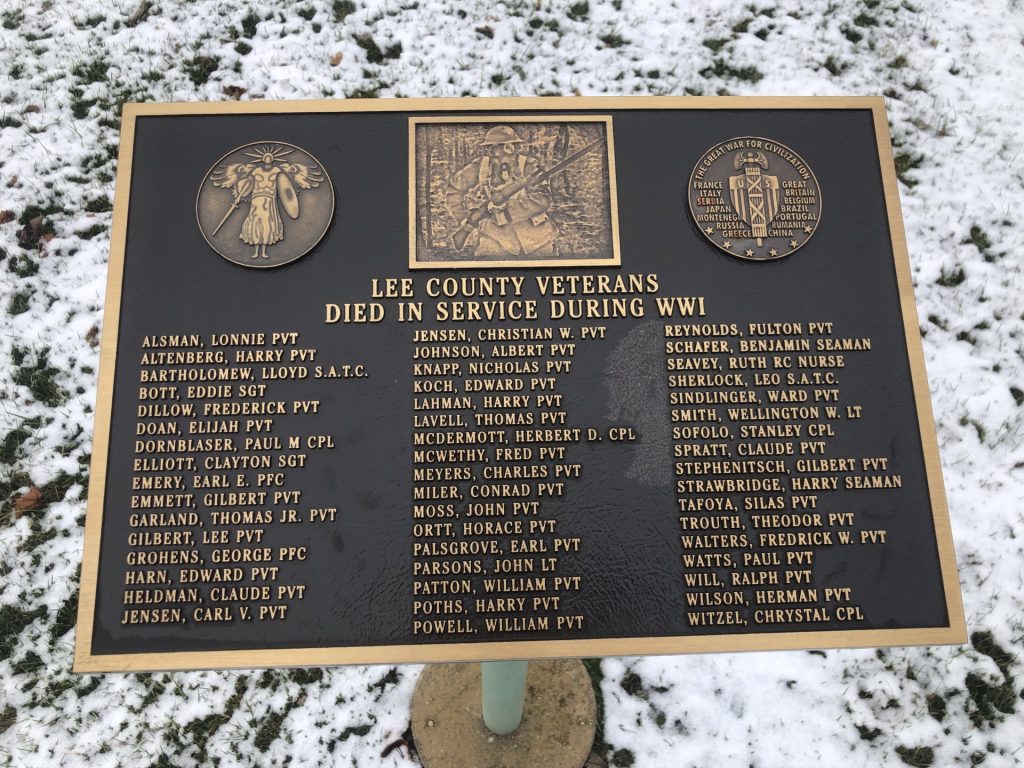 THE GREAT WAR FOR CIVILIZATION
FRANCE
ITALY
SERBIA
JAPAN
MONTENEGRO
RUSSIA
GREECE
U S
GREAT
BRITAIN
BELGIUM
BRAZIL
PORTUGAL
RUMANIA
CHINA
LEE COUNTY VETERANS
DIED IN SERVICE DURING WWI
ALSMAN, LONNIE PVT
ALTENBERG, HARRY PVT
BARTHOLOMEW, LLOYD S.A.T.C.
BOTT, EDDIE SGT
DILLOW, FREDERICK PVT
DOAN, ELIJAH PVT
DORNBLASER, PAUL M CPL
ELLIOTT, CLAYTON SGT
EMERY, EARL E. PFC
EMMETT, GILBERT PVT
GARLAND, THOMAS JR. PVT
GILBERT, LEE PVT
GROHENS, GEORGE PFC
HARN, EDWARD PVT
HELDMAN, CLAUDE PVT
JENSEN, CARL V. PVT
JENSEN, CHRISTIAN W. PVT
JOHNSON, ALBERT PVT
KNAPP, NICHOLAS PVT
KOCH, EDWARD PVT
LAHMAN, HARRY PVT
LAVELL, THOMAS PVT
MCDERMOTT, HERBERT D. CPL
MCWETHY, FRED PVT
MEYERS, CHARLES PVT
MILER, CONRAD PVT
MOSS, JOHN PVT
ORTT, HORACE PVT
PALSGROVE, EARL PVT
PARSONS, JOHN LT
PATTON, WILLIAM PVT
POTHS, HARRY PVT
POWELL, WILLIAM PVT
REYNOLDS, FULTON PVT
SCHAFER, BENJAMIN SEAMAN
SEAVEY, RUTH RC NURSE
SHERLOCK, LEO S.A.T.C.
SINDLINGER, WARD PVT
SMITH, WELLINGTON W. LT
SOFOLO, STANLEY CPL
SPRATT, CLAUDE PVT
STEPHENITSCH, GILBERT PVT
STRAWBRIDGE, HARRY SEAMAN
TAFOYA, SILAS PVT
TROUTH, THEODOR PVT
WALTERS, FREDRICK W. PVT
WATTS, PAUL PVT
WILL, RALPH PVT
WILSON, HERMAN PVT
WITZEL, CHRYSTAL CPL